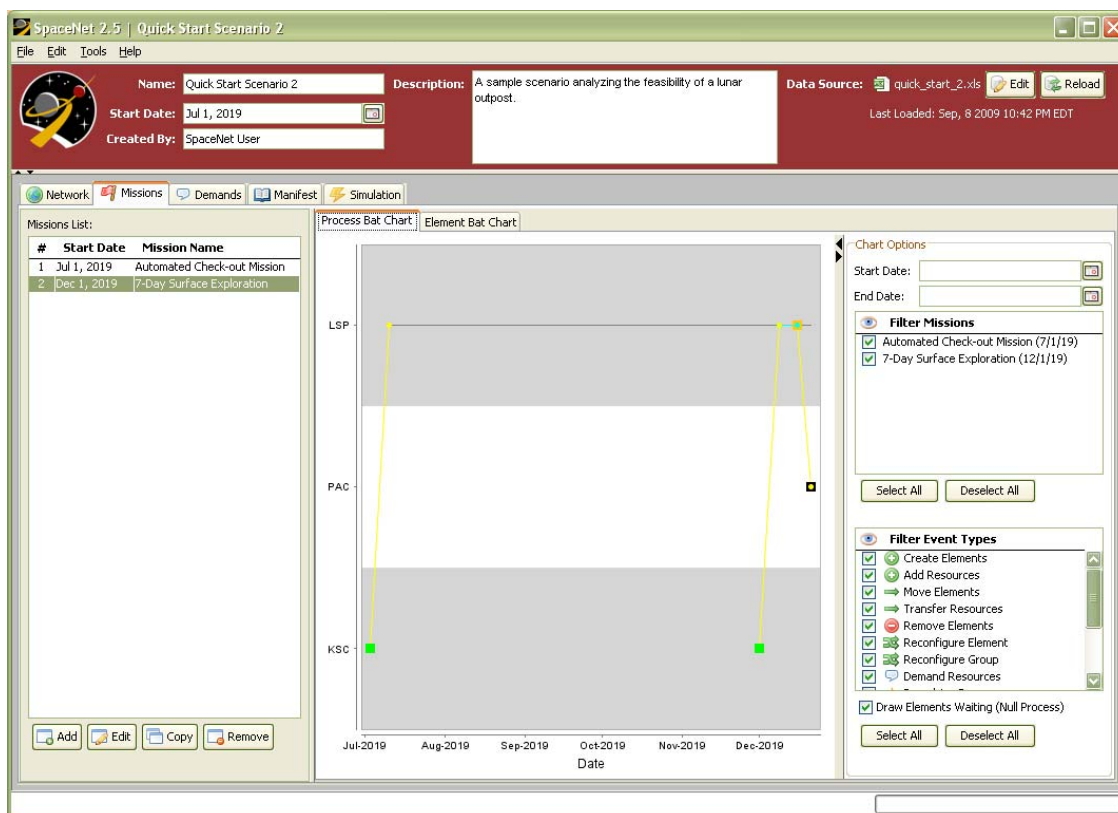 SpaceNet 2.5 | Quick Start Scenario 2
File Edit Tools Help
Name: Quick Start Scenario 2
Start Date: Jul 1, 2019
Created By: SpaceNet User
Description: A sample scenario analyzing the feasibility of a lunar
outpost.
Data Source: quick_start_2.xls Edit Reload
Last Loaded: Sep, 8 2009 10:42 PM EDT
Network Missions Demands Manifest Simulation
Missions List:
# Start Date Mission Name
1 Jul 1, 2019 Automated Check-out Mission
2 Dec 1, 2019 7-Day Surface Exploration
Add Edit Copy Remove
Process Bat Chart Element Bat Chart
LSP
PAC
KSC
Jul-2019 Aug-2019 Sep-2019 Oct-2019 Nov-2019 Dec-2019
Date
Chart Options
Start Date:
End Date:
Filter Missions
Automated Check-out Mission (7/1/19)
7-Day Surface Exploration (12/1/19)
Select All Deselect All
Filter Event Types
Create Elements
Add Resources
Move Elements
Transfer Resources
Remove Elements
Reconfigure Element
Reconfigure Group
Demand Resources
Draw Elements Waiting (Null Process)
Select All Deselect All